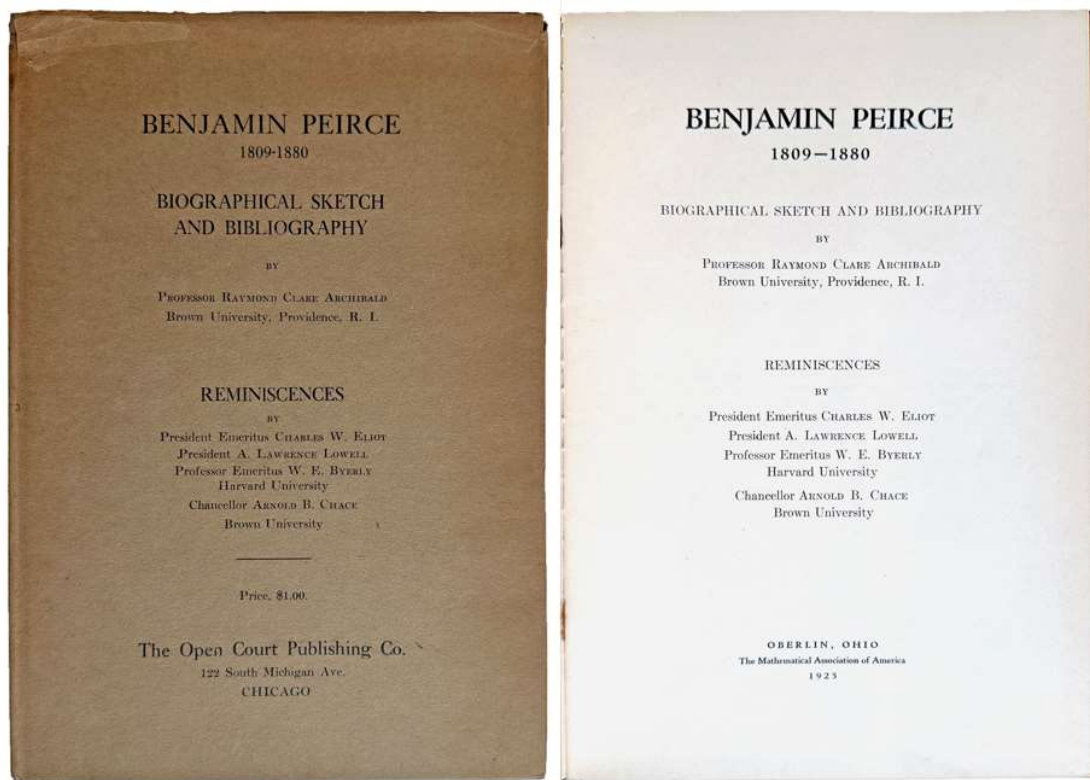 BENJAMIN PEIRCE
1809-1880
BIOGRAPHICAL SKETCH
AND BIBLIOGRAPHY
BY
PROFESSOR RAYMOND CLARE ARCHIBALD
Brown University, Providence, R. I.
REMINISCENCES
BY
President Emeritus CHARLES W. ELIOT
President A. LAWRENCE LOWELL
Professor Emeritus W. E. BYERLY
Harvard University
Chancellor ARNOLD B. CHACE
Brown University
Price, $1.00.
The Open Court Publishing Co.
122 South Michigan Ave.
CHICAGO
BENJAMIN PEIRCE
1809—1880
BIOGRAPHICAL SKETCH AND BIBLIOGRAPHY
BY
PROFESSOR RAYMOND CLARE ARCHIBALD
Brown University, Providence, R. I.
REMINISCENCES
BY
President Emeritus CHARLES W. ELIOT
President A. LAWRENCE LOWELL
Professor Emeritus W. E. BYERLY
Harvard University
Chancellor ARNOLD B. CHACE
Brown University
OBERLIN, OHIO
The Mathematical Association of America
1925